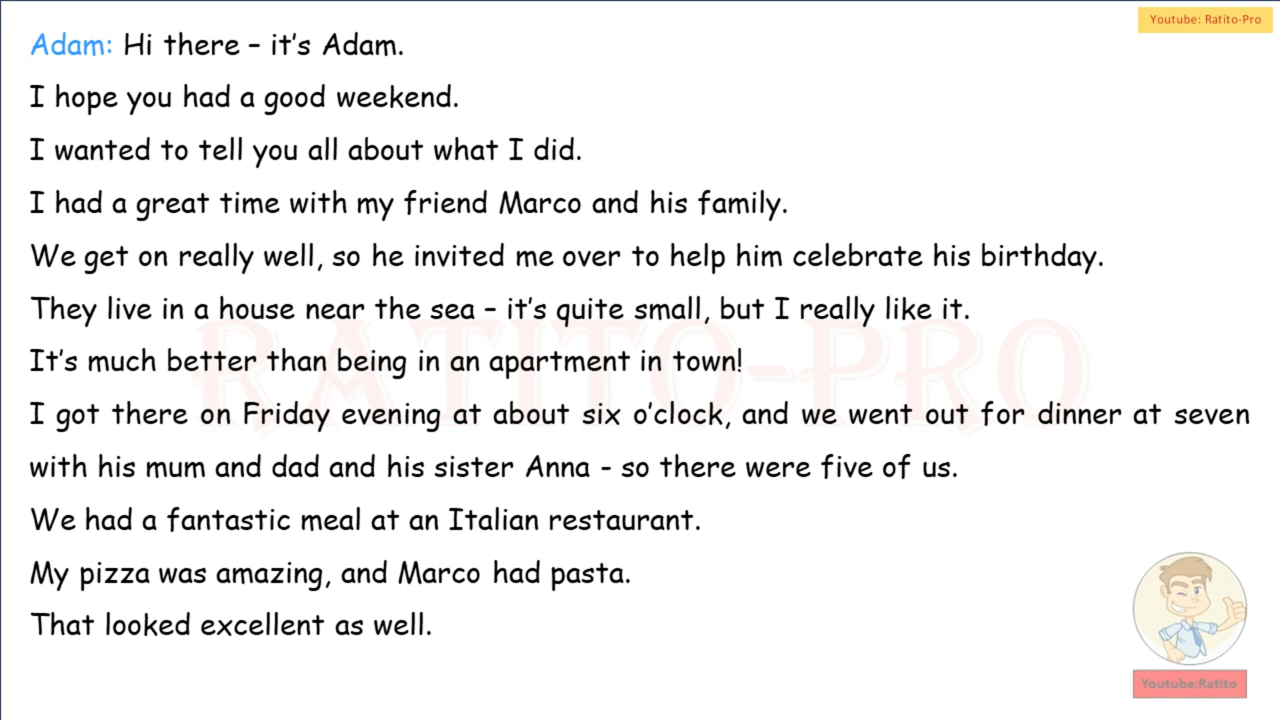 Youtube: Ratito-Pro
Adam: Hi there – it's Adam.
I hope you had a good weekend.
I wanted to tell you all about what I did.
I had a great time with my friend Marco and his family.
We get on really well, so he invited me over to help him celebrate his birthday.
They live in a house near the sea – it's quite small, but I really like it.
RATITO-PRO
It's much better than being in an apartment in town!
I got there on Friday evening at about six o'clock, and we went out for dinner at seven
with his mum and dad and his sister Anna - so there were five of us.
We had a fantastic meal at an Italian restaurant.
My pizza was amazing, and Marco had pasta.
That looked excellent as well.
Youtube:Ratito